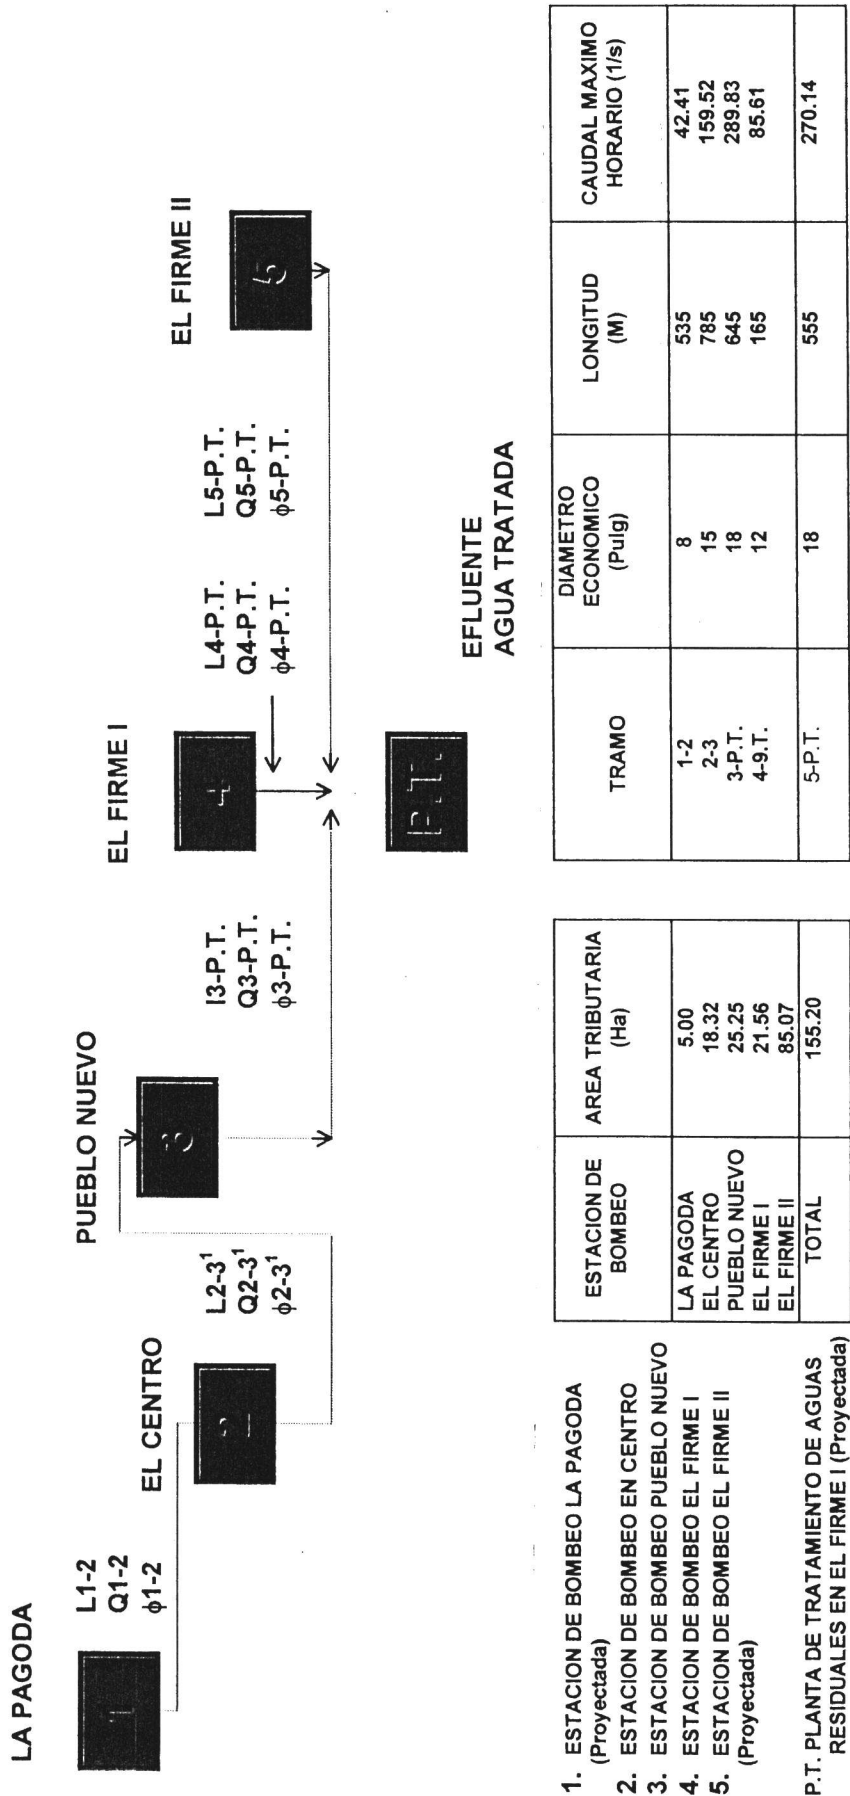 LA PAGODA
L1-2
Q1-2
ϕ1-2
1
EL CENTRO
2
L2-3¹
Q2-3¹
ϕ2-3¹
PUEBLO NUEVO
3
I3-P.T.
Q3-P.T.
ϕ3-P.T.
EL FIRME I
4
L4-P.T.
Q4-P.T.
ϕ4-P.T.
L5-P.T.
Q5-P.T.
ϕ5-P.T.
EL FIRME II
5
P.T.
EFLUENTE
AGUA TRATADA
1. ESTACION DE BOMBEO LA PAGODA
(Proyectada)
2. ESTACION DE BOMBEO EN CENTRO
3. ESTACION DE BOMBEO PUEBLO NUEVO
4. ESTACION DE BOMBEO EL FIRME I
5. ESTACION DE BOMBEO EL FIRME II
(Proyectada)
P.T. PLANTA DE TRATAMIENTO DE AGUAS
RESIDUALES EN EL FIRME I (Proyectada)
ESTACION DE BOMBEO AREA TRIBUTARIA (Ha)
LA PAGODA 5.00
EL CENTRO 18.32
PUEBLO NUEVO 25.25
EL FIRME I 21.56
EL FIRME II 85.07
TOTAL 155.20
TRAMO DIAMETRO ECONOMICO (Pulg) LONGITUD (M) CAUDAL MAXIMO HORARIO (1/s)
1-2 8 535 42.41
2-3 15 785 159.52
3-P.T. 18 645 289.83
4-9.T. 12 165 85.61
5-P.T. 18 555 270.14